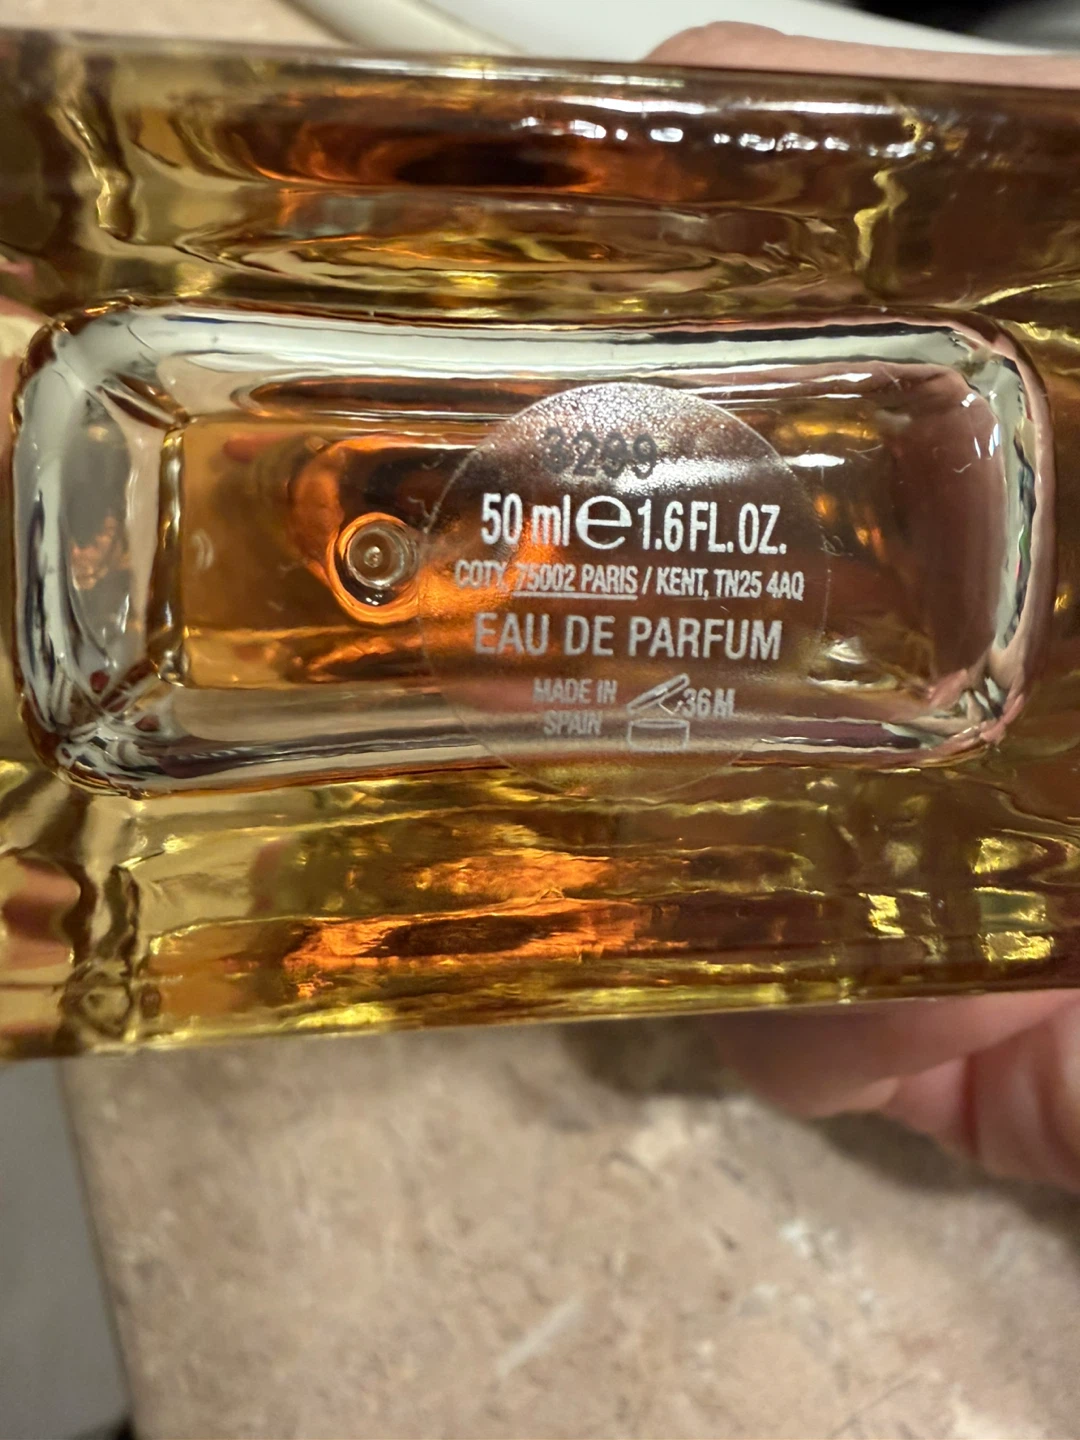 3299
50 ml e 1.6 FL. OZ.
COTY, 75002 PARIS / KENT, TN25 4AQ
EAU DE PARFUM
MADE IN
SPAIN
36 M